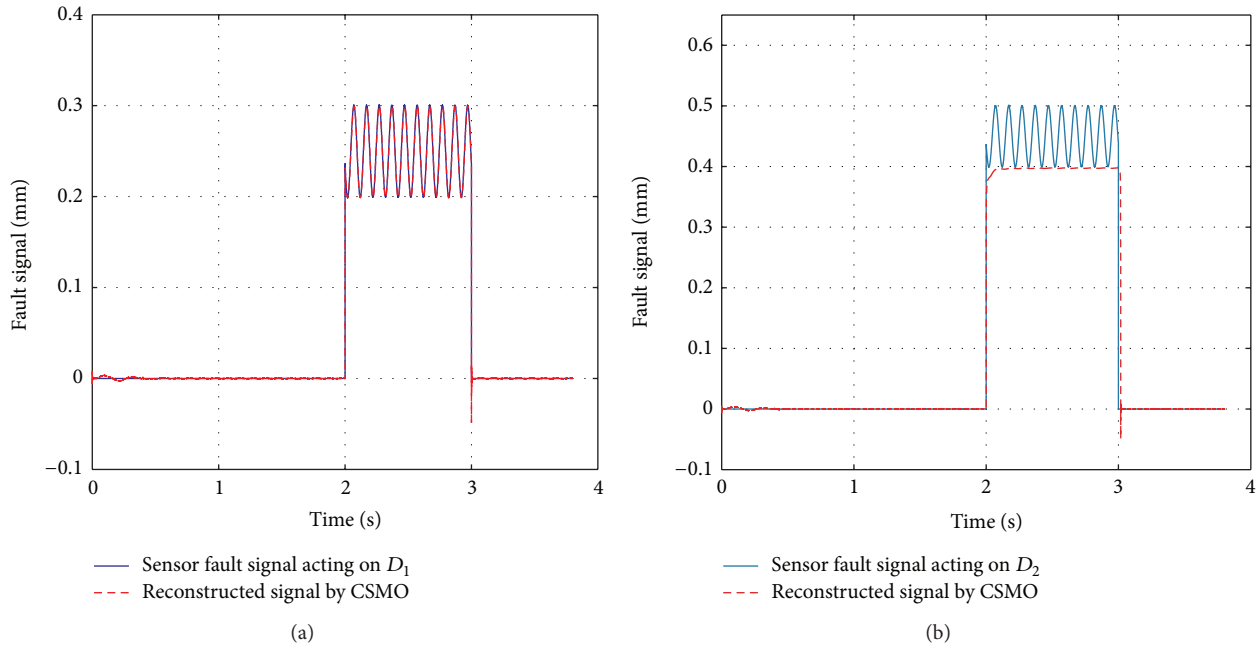 0.4
0.3
0.2
0.1
0
−0.1
Fault signal (mm)
0
1
2
3
4
Time (s)
Sensor fault signal acting on D₁
Reconstructed signal by CSMO
(a)
0.6
0.5
0.4
0.3
0.2
0.1
0
−0.1
Fault signal (mm)
0
1
2
3
4
Time (s)
Sensor fault signal acting on D₂
Reconstructed signal by CSMO
(b)